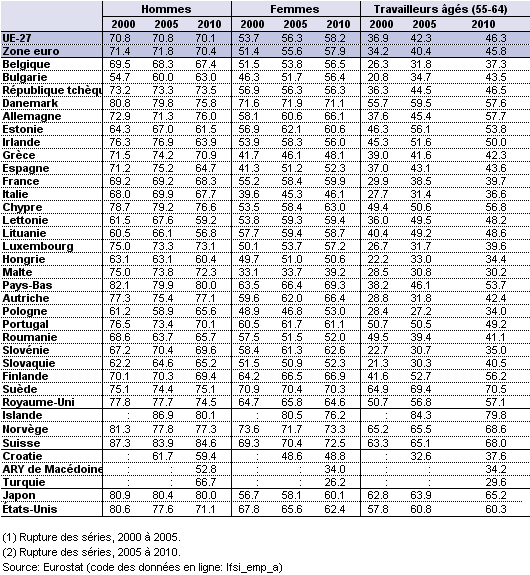 Hommes Femmes Travailleurs âgés (55-64)
2000 2005 2010 2000 2005 2010 2000 2005 2010
UE-27 70.8 70.8 70.1 53.7 56.3 58.2 36.9 42.3 46.3
Zone euro 71.4 71.8 70.4 51.4 55.6 57.9 34.2 40.4 45.8
Belgique 69.5 68.3 67.4 51.5 53.8 56.5 26.3 31.8 37.3
Bulgarie 54.7 60.0 63.0 46.3 51.7 56.4 20.8 34.7 43.5
République tchèqu 73.2 73.3 73.5 56.9 56.3 56.3 36.3 44.5 46.5
Danemark 80.8 79.8 75.8 71.6 71.9 71.1 55.7 59.5 57.6
Allemagne 72.9 71.3 76.0 58.1 60.6 66.1 37.6 45.4 57.7
Estonie 64.3 67.0 61.5 56.9 62.1 60.6 46.3 56.1 53.8
Irlande 76.3 76.9 63.9 53.9 58.3 56.0 45.3 51.6 50.0
Grèce 71.5 74.2 70.9 41.7 46.1 48.1 39.0 41.6 42.3
Espagne 71.2 75.2 64.7 41.3 51.2 52.3 37.0 43.1 43.6
France 69.2 69.2 68.3 55.2 58.4 59.9 29.9 38.5 39.7
Italie 68.0 69.9 67.7 39.6 45.3 46.1 27.7 31.4 36.6
Chypre 78.7 79.2 76.6 53.5 58.4 63.0 49.4 50.6 56.8
Lettonie 61.5 67.6 59.2 53.8 59.3 59.4 36.0 49.5 48.2
Lituanie 60.5 66.1 56.8 57.7 59.4 58.7 40.4 49.2 48.6
Luxembourg 75.0 73.3 73.1 50.1 53.7 57.2 26.7 31.7 39.6
Hongrie 63.1 63.1 60.4 49.7 51.0 50.6 22.2 33.0 34.4
Malte 75.0 73.8 72.3 33.1 33.7 39.2 28.5 30.8 30.2
Pays-Bas 82.1 79.9 80.0 63.5 66.4 69.3 38.2 46.1 53.7
Autriche 77.3 75.4 77.1 59.6 62.0 66.4 28.8 31.8 42.4
Pologne 61.2 58.9 65.6 48.9 46.8 53.0 28.4 27.2 34.0
Portugal 76.5 73.4 70.1 60.5 61.7 61.1 50.7 50.5 49.2
Roumanie 68.6 63.7 65.7 57.5 51.5 52.0 49.5 39.4 41.1
Slovénie 67.2 70.4 69.6 58.4 61.3 62.6 22.7 30.7 35.0
Slovaquie 62.2 64.6 65.2 51.5 50.9 52.3 21.3 30.3 40.5
Finlande 70.1 70.3 69.4 64.2 66.5 66.9 41.6 52.7 56.2
Suède 75.1 74.4 75.1 70.9 70.4 70.3 64.9 69.4 70.5
Royaume-Uni 77.8 77.7 74.5 64.7 65.8 64.6 50.7 56.8 57.1
Islande : 86.9 80.1 : 80.5 76.2 : 84.3 79.8
Norvège 81.3 77.8 77.3 73.6 71.7 73.3 65.2 65.5 68.6
Suisse 87.3 83.9 84.6 69.3 70.4 72.5 63.3 65.1 68.0
Croatie : 61.7 59.4 : 48.6 48.8 : 32.6 37.6
ARY de Macédoine : : 52.8 : : 34.0 : : 34.2
Turquie : : 66.7 : : 26.2 : : 29.6
Japon 80.9 80.4 80.0 56.7 58.1 60.1 62.8 63.9 65.2
États-Unis 80.6 77.6 71.1 67.8 65.6 62.4 57.8 60.8 60.3
(1) Rupture des séries, 2000 à 2005.
(2) Rupture des séries, 2005 à 2010.
Source: Eurostat (code des données en ligne: lfsi_emp_a)